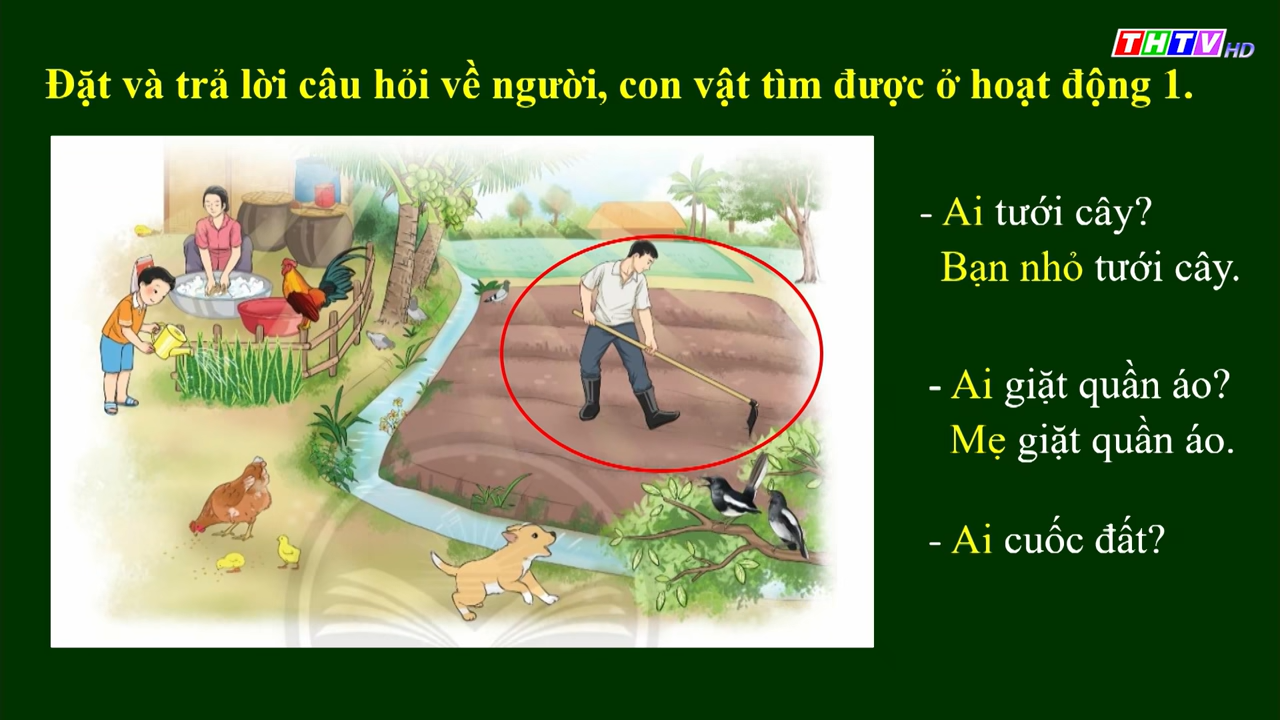 THTV HD
Đặt và trả lời câu hỏi về người, con vật tìm được ở hoạt động 1.
- Ai tưới cây?
Bạn nhỏ tưới cây.
- Ai giặt quần áo?
Mẹ giặt quần áo.
- Ai cuốc đất?